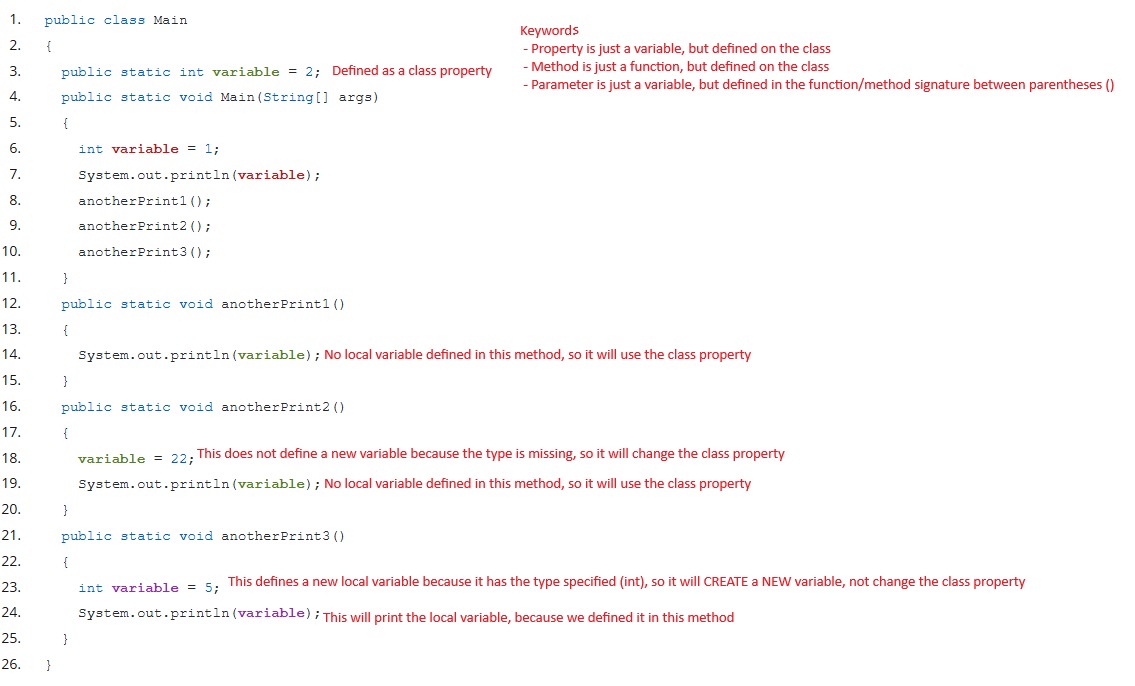 1. public class Main
Keywords
2. {
- Property is just a variable, but defined on the class
- Method is just a function, but defined on the class
3. public static int variable = 2; Defined as a class property
- Parameter is just a variable, but defined in the function/method signature between parentheses ()
4. public static void Main(String[] args)
5. {
6. int variable = 1;
7. System.out.println(variable);
8. anotherPrint1();
9. anotherPrint2();
10. anotherPrint3();
11. }
12. public static void anotherPrint1()
13. {
14. System.out.println(variable); No local variable defined in this method, so it will use the class property
15. }
16. public static void anotherPrint2()
17. {
18. variable = 22; This does not define a new variable because the type is missing, so it will change the class property
19. System.out.println(variable); No local variable defined in this method, so it will use the class property
20. }
21. public static void anotherPrint3()
22. {
23. int variable = 5; This defines a new local variable because it has the type specified (int), so it will CREATE a NEW variable, not change the class property
24. System.out.println(variable); This will print the local variable, because we defined it in this method
25. }
26. }